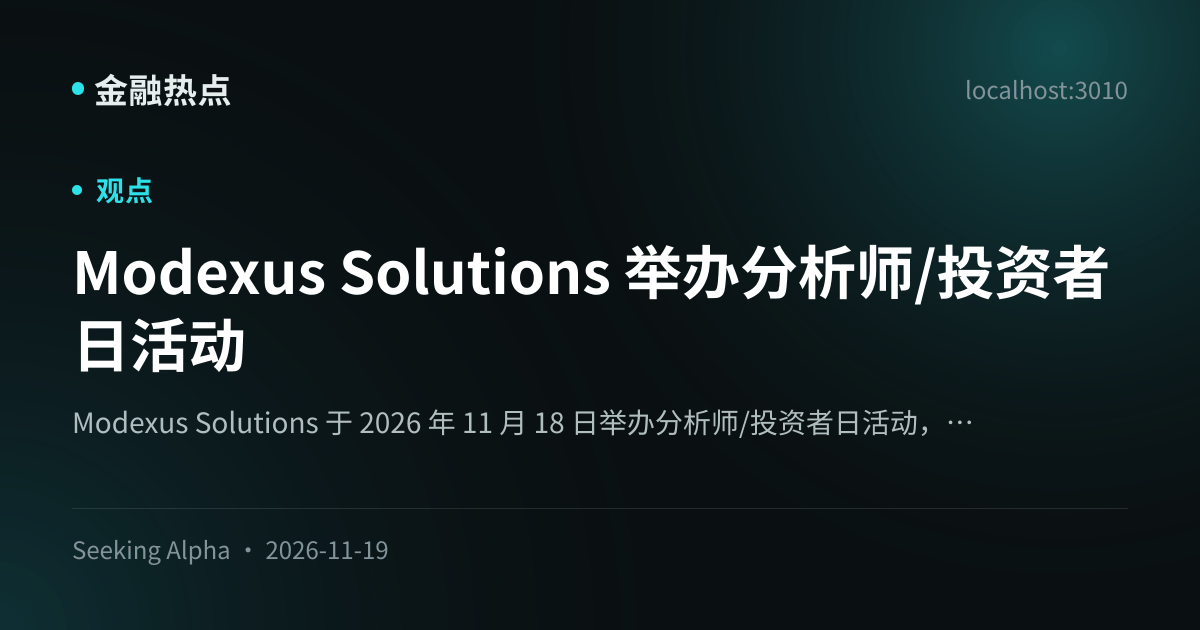 金融热点
localhost:3010
观点
Modexus Solutions 举办分析师/投资者
日活动
Modexus Solutions 于 2026 年 11 月 18 日举办分析师/投资者日活动，…
Seeking Alpha · 2026-11-19